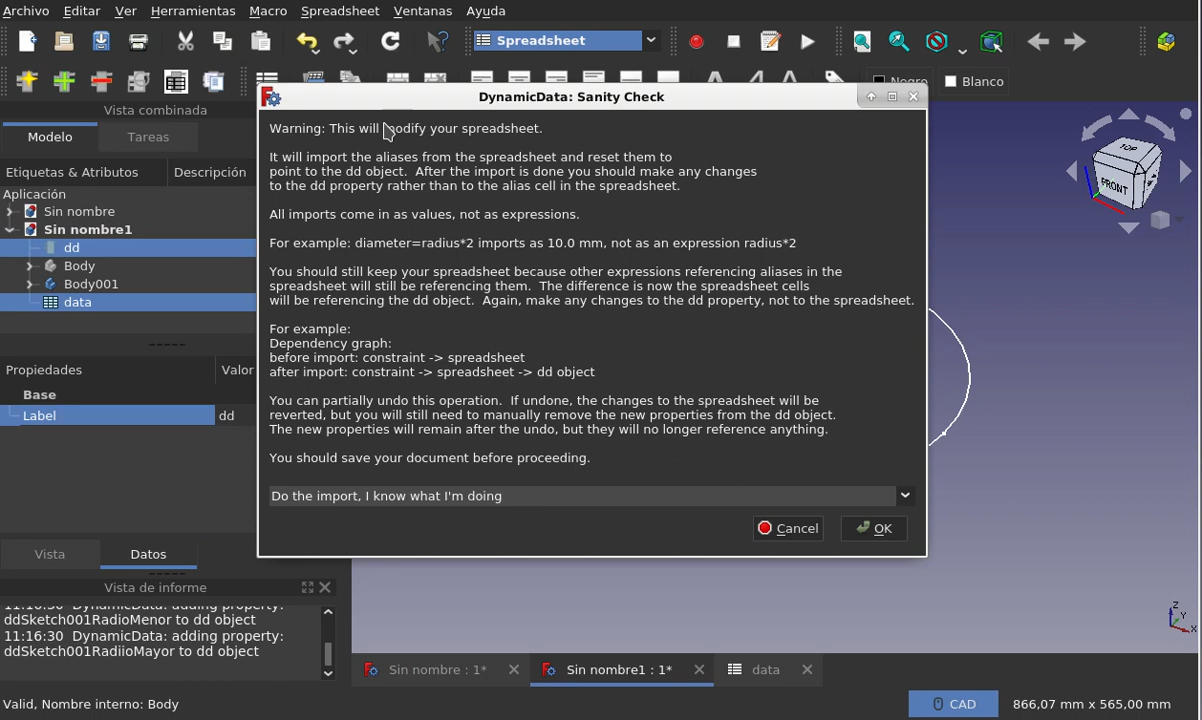 Archivo Editar Ver Herramientas Macro Spreadsheet Ventanas Ayuda
Spreadsheet
Negro Blanco
Vista combinada
Modelo Tareas
Etiquetas & Atributos Descripción
Aplicación
Sin nombre
Sin nombre1
dd
Body
Body001
data
Propiedades Valor
Base
Label dd
Vista Datos
Vista de informe
11:16:30 DynamicData: adding property:
ddSketch001RadioMenor to dd object
11:16:30 DynamicData: adding property:
ddSketch001RadiioMayor to dd object
DynamicData: Sanity Check
Warning: This will modify your spreadsheet.
It will import the aliases from the spreadsheet and reset them to
point to the dd object. After the import is done you should make any changes
to the dd property rather than to the alias cell in the spreadsheet.
All imports come in as values, not as expressions.
For example: diameter=radius*2 imports as 10.0 mm, not as an expression radius*2
You should still keep your spreadsheet because other expressions referencing aliases in the
spreadsheet will still be referencing them. The difference is now the spreadsheet cells
will be referencing the dd object. Again, make any changes to the dd property, not to the spreadsheet.
For example:
Dependency graph:
before import: constraint -> spreadsheet
after import: constraint -> spreadsheet -> dd object
You can partially undo this operation. If undone, the changes to the spreadsheet will be
reverted, but you will still need to manually remove the new properties from the dd object.
The new properties will remain after the undo, but they will no longer reference anything.
You should save your document before proceeding.
Do the import, I know what I'm doing
Cancel OK
TOP
FRONT
Z
Y
X
Sin nombre : 1* Sin nombre1 : 1* data
Valid, Nombre interno: Body
CAD 866,07 mm x 565,00 mm